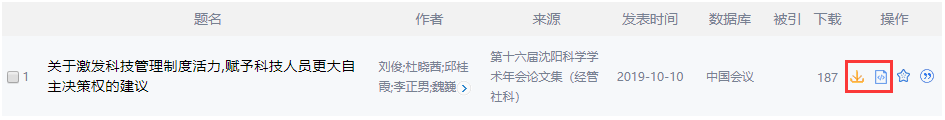 题名 作者 来源 发表时间 数据库 被引 下载 操作
1 关于激发科技管理制度活力,赋予科技人员更大自
主决策权的建议
刘俊;杜晓茜;邱桂
霞;李正男;魏巍
第十六届沈阳科学学
术年会论文集（经管
社科）
2019-10-10 中国会议 187